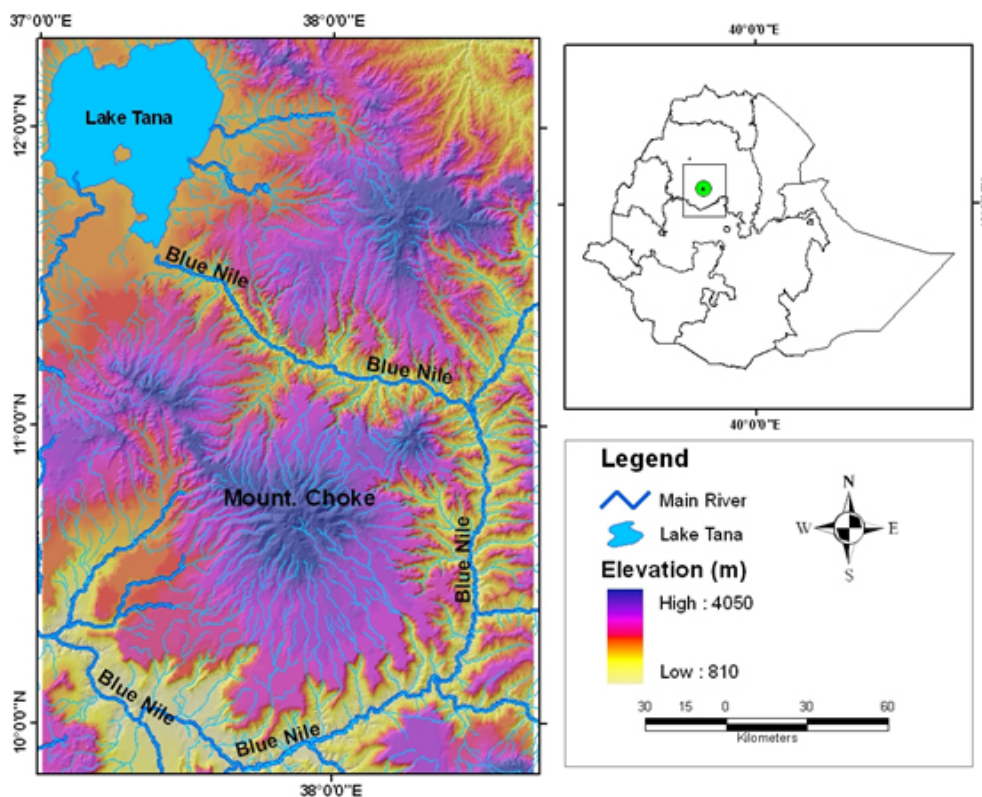 37°0'0"E
38°0'0"E
12°0'0"N
11°0'0"N
10°0'0"N
38°0'0"E
Lake Tana
Blue Nile
Blue Nile
Mount. Choke
Blue Nile
Blue Nile
Blue Nile
40°0'0"E
40°0'0"E
Legend
Main River
Lake Tana
Elevation (m)
High : 4050
Low : 810
N
W
E
S
30
15
0
30
60
Kilometers